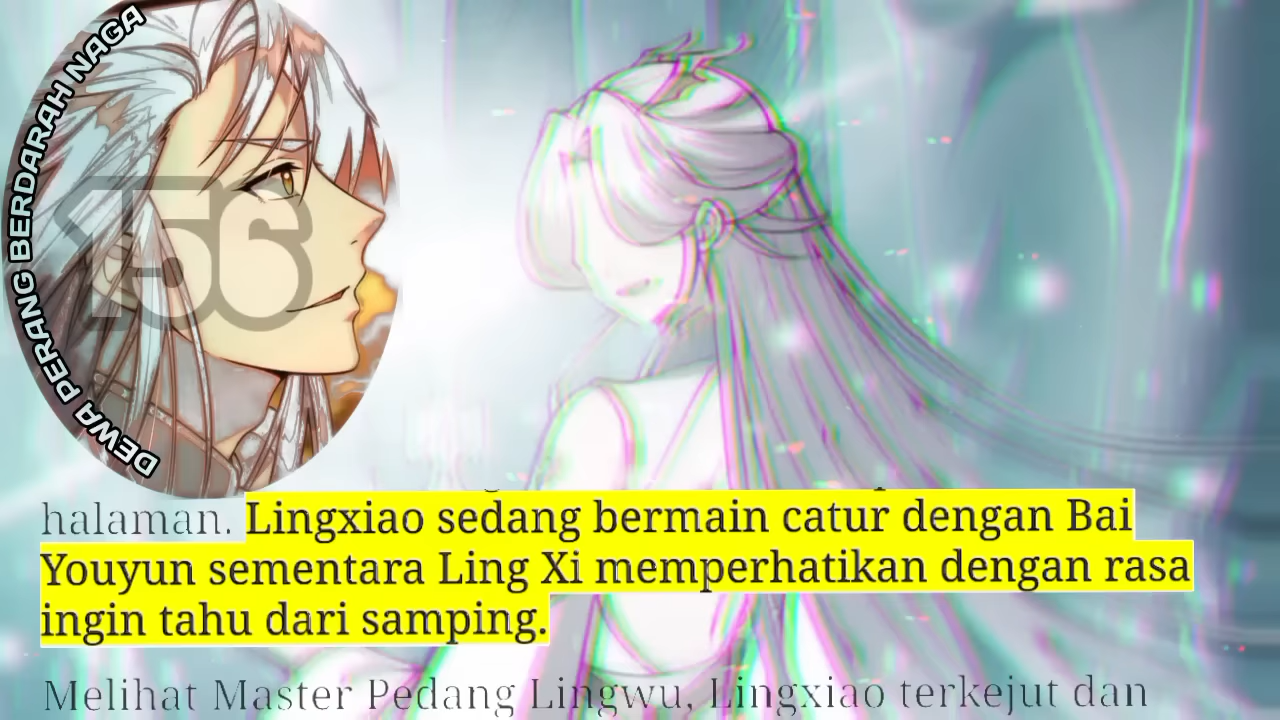 DEWA PERANG BERDARAH NAGA
156
halaman. Lingxiao sedang bermain catur dengan Bai
Youyun sementara Ling Xi memperhatikan dengan rasa
ingin tahu dari samping.
Melihat Master Pedang Lingwu, Lingxiao terkejut dan